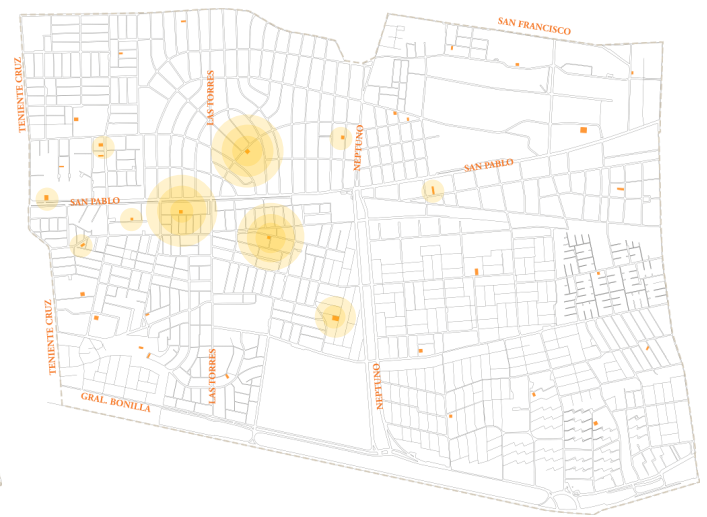 SAN FRANCISCO
TENIENTE CRUZ
LAS TORRES
NEPTUNO
SAN PABLO
SAN PABLO
TENIENTE CRUZ
LAS TORRES
NEPTUNO
GRAL. BONILLA